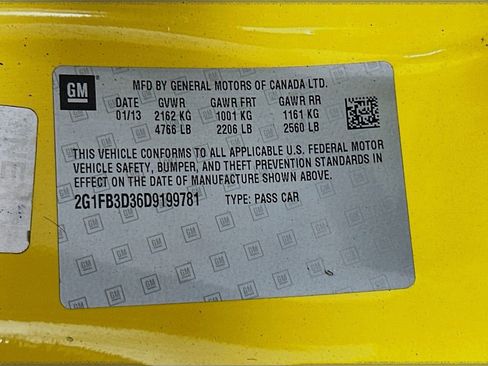 GM
MFD BY GENERAL MOTORS OF CANADA LTD.
DATE GVWR GAWR FRT GAWR RR
01/13 2162 KG 1001 KG 1161 KG
4766 LB 2206 LB 2560 LB
THIS VEHICLE CONFORMS TO ALL APPLICABLE U.S. FEDERAL MOTOR
VEHICLE SAFETY, BUMPER, AND THEFT PREVENTION STANDARDS IN
EFFECT ON THE DATE OF MANUFACTURE SHOWN ABOVE.
2G1FB3D36D9199781 TYPE: PASS CAR